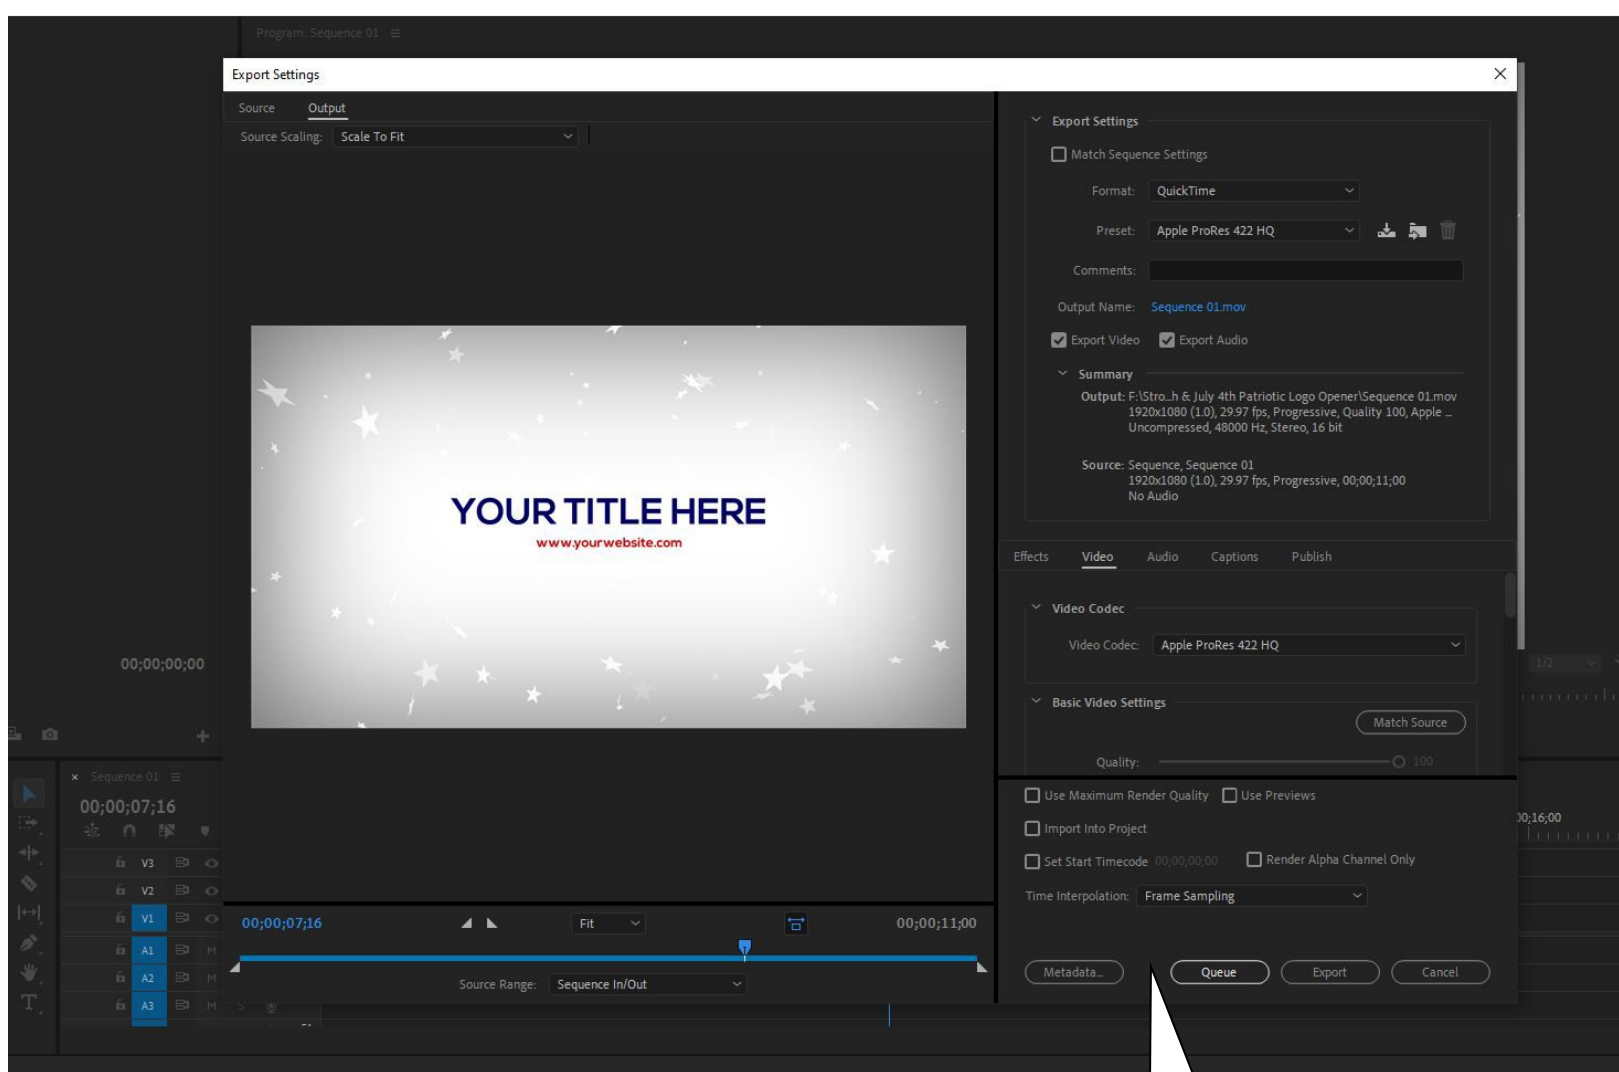 Program: Sequence 01
Export Settings
Source Output
Source Scaling: Scale To Fit
YOUR TITLE HERE
www.yourwebsite.com
00;00;07;16 Fit 00;00;11;00
Source Range: Sequence In/Out
Export Settings
Match Sequence Settings
Format: QuickTime
Preset: Apple ProRes 422 HQ
Comments:
Output Name: Sequence 01.mov
Export Video Export Audio
Summary
Output: F:\Stro...h & July 4th Patriotic Logo Opener\Sequence 01.mov
1920x1080 (1.0), 29.97 fps, Progressive, Quality 100, Apple ...
Uncompressed, 48000 Hz, Stereo, 16 bit
Source: Sequence, Sequence 01
1920x1080 (1.0), 29.97 fps, Progressive, 00;00;11;00
No Audio
Effects Video Audio Captions Publish
Video Codec
Video Codec: Apple ProRes 422 HQ
Basic Video Settings
Match Source
Quality: 100
Use Maximum Render Quality Use Previews
Import Into Project
Set Start Timecode 00;00;00;00 Render Alpha Channel Only
Time Interpolation: Frame Sampling
Metadata... Queue Export Cancel
00;00;00;00
1/2
Sequence 01
00;00;07;16
00;16;00
V3
V2
V1
A1 M
A2 M
A3 M S